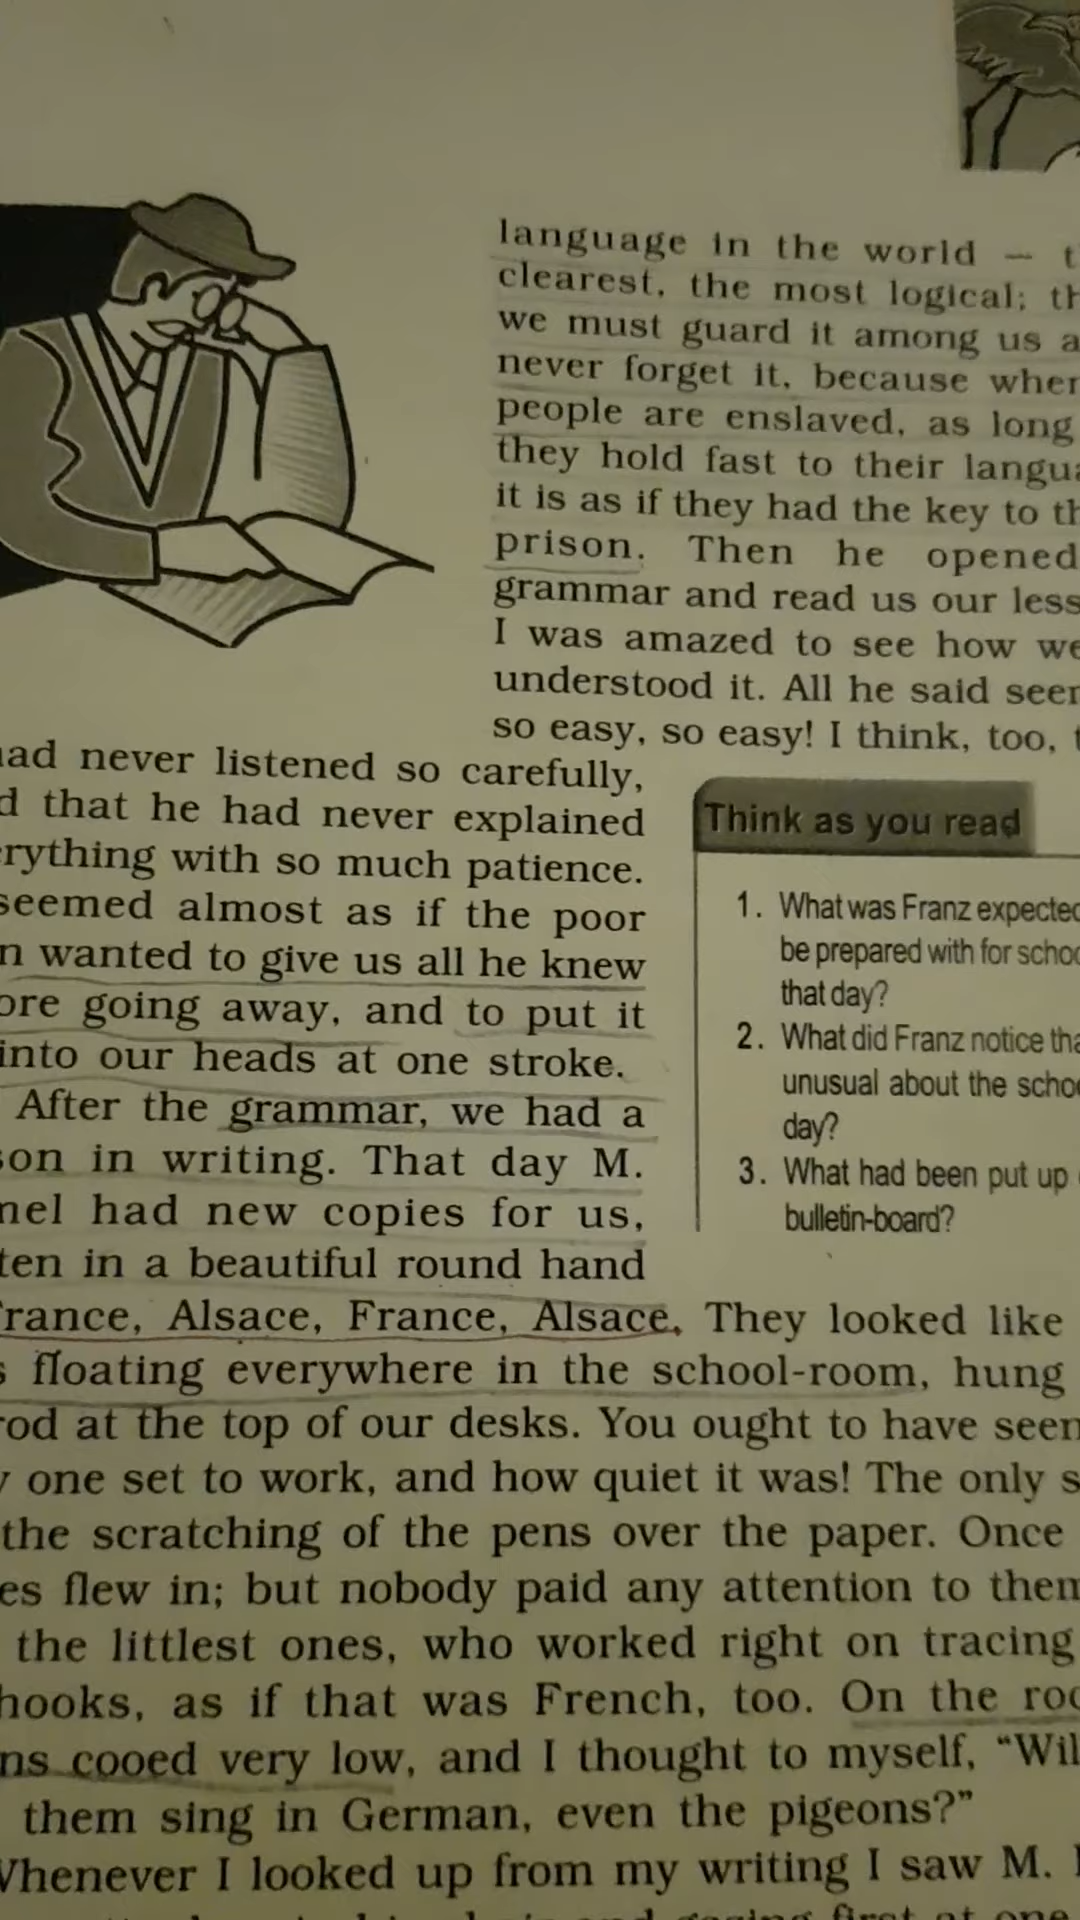 language in the world —
clearest, the most logical;
we must guard it among us
never forget it, because
people are enslaved, as long
they hold fast to their
it is as if they had the key to
prison. Then he opened
grammar and read us our
I was amazed to see how
understood it. All he said
so easy, so easy! I think, too,
never listened so carefully,
that he had never explained
with so much patience.
seemed almost as if the poor
wanted to give us all he knew
going away, and to put it
into our heads at one stroke.
After the grammar, we had a
in writing. That day M.
had new copies for us,
in a beautiful round hand
France, Alsace, France, Alsace. They looked like
floating everywhere in the school-room, hung
rod at the top of our desks. You ought to have seen
one set to work, and how quiet it was! The only
the scratching of the pens over the paper. Once
flew in; but nobody paid any attention to them
the littlest ones, who worked right on tracing
hooks, as if that was French, too. On the
cooed very low, and I thought to myself, “
them sing in German, even the pigeons?”
Whenever I looked up from my writing I saw M.
Think as you read
1. What was Franz expected
be prepared with for
that day?
2. What did Franz notice
unusual about the
day?
3. What had been put up
bulletin-board?